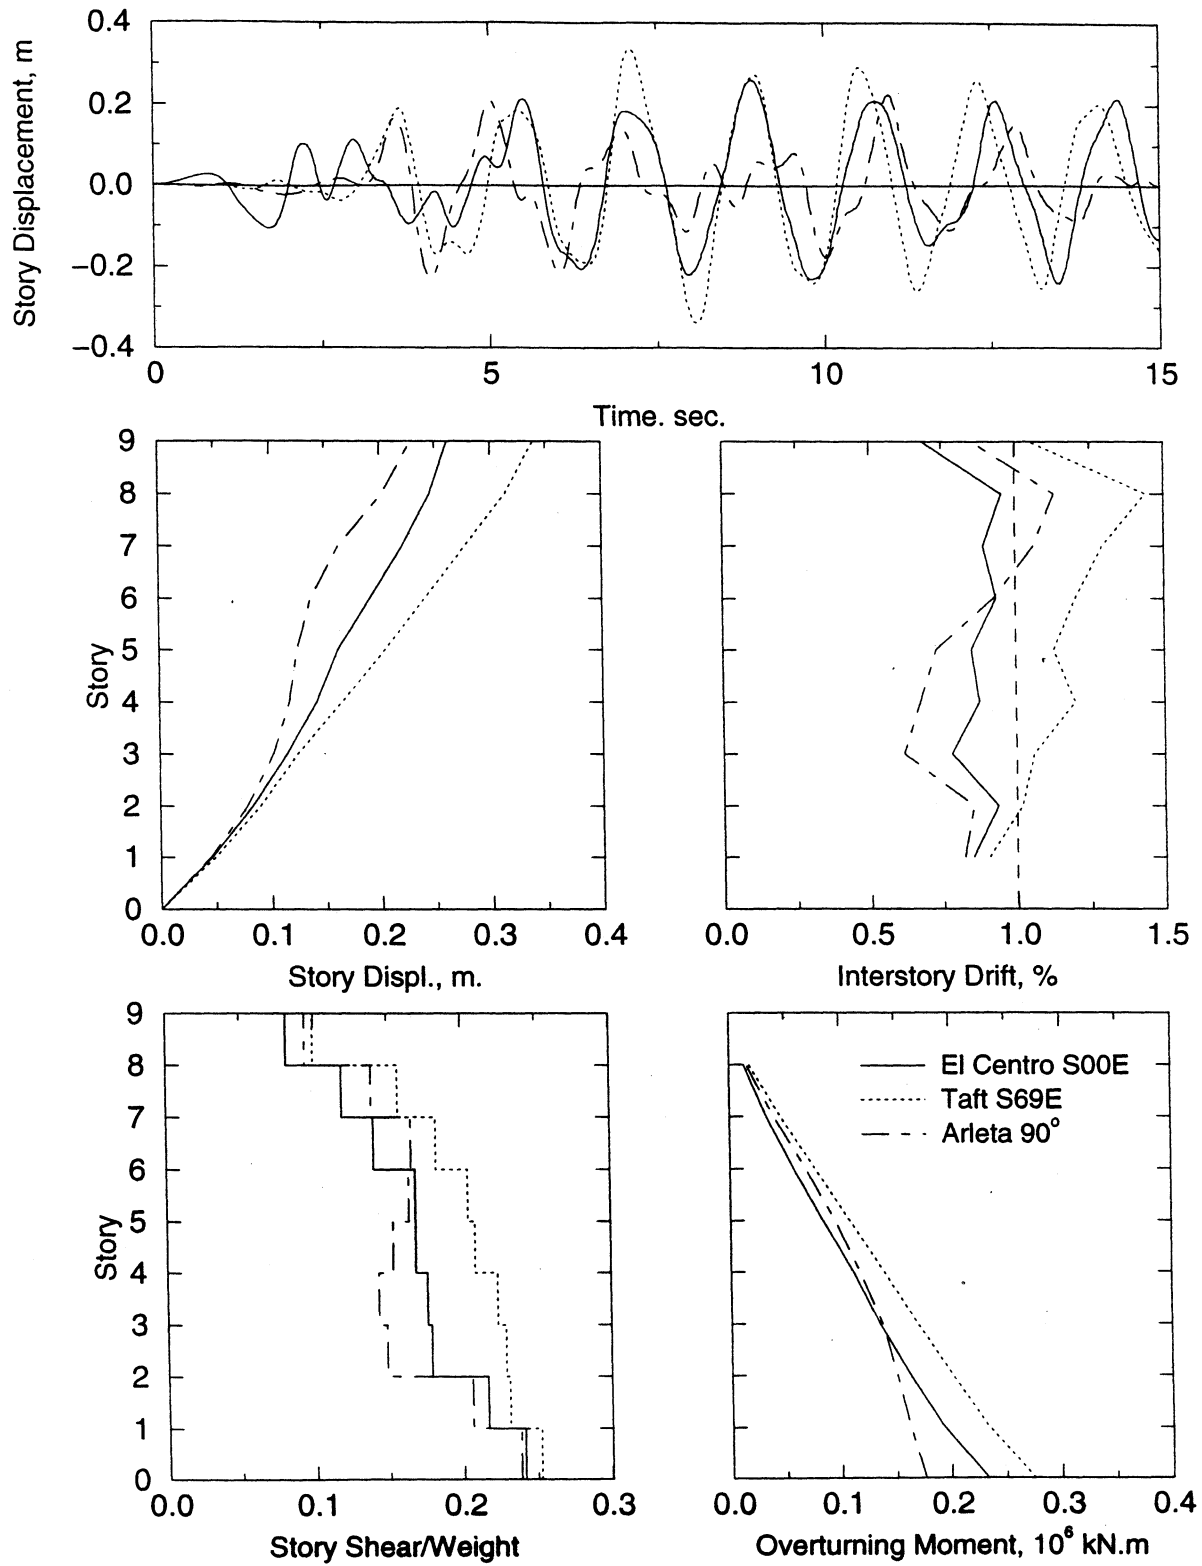 0.4
0.2
0.0
−0.2
−0.4
Story Displacement, m
0 5 10 15
Time. sec.
9
8
7
6
5
4
3
2
1
0
Story
0.0 0.1 0.2 0.3 0.4
Story Displ., m.
0.0 0.5 1.0 1.5
Interstory Drift, %
9
8
7
6
5
4
3
2
1
0
Story
0.0 0.1 0.2 0.3
Story Shear/Weight
El Centro S00E
Taft S69E
Arleta 90°
0.0 0.1 0.2 0.3 0.4
Overturning Moment, 10⁶ kN.m